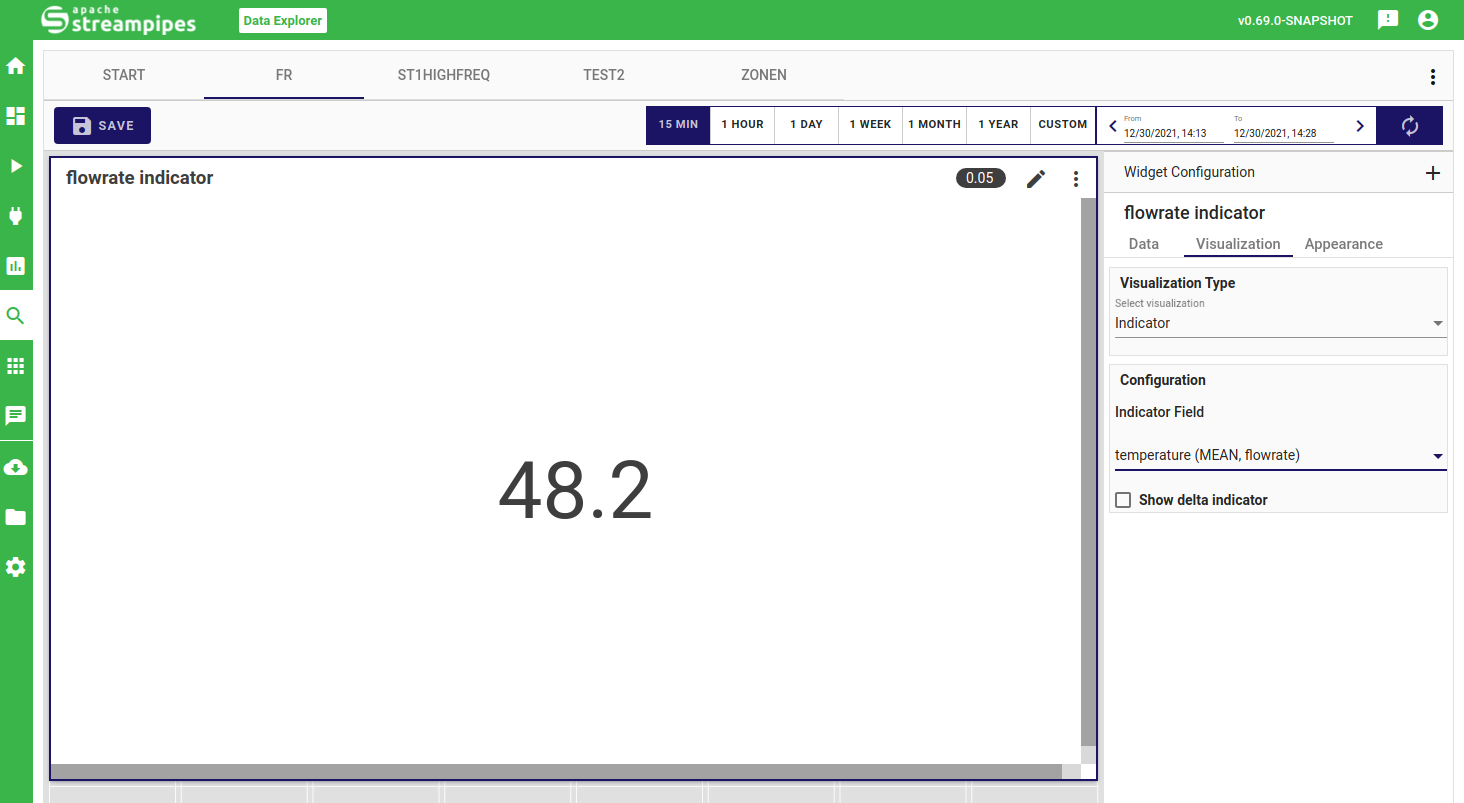 apache
streampipes
Data Explorer
v0.69.0-SNAPSHOT
START FR ST1HIGHFREQ TEST2 ZONEN
SAVE
15 MIN 1 HOUR 1 DAY 1 WEEK 1 MONTH 1 YEAR CUSTOM
From To
12/30/2021, 14:13 12/30/2021, 14:28
flowrate indicator
0.05
48.2
Widget Configuration
flowrate indicator
Data Visualization Appearance
Visualization Type
Select visualization
Indicator
Configuration
Indicator Field
temperature (MEAN, flowrate)
Show delta indicator